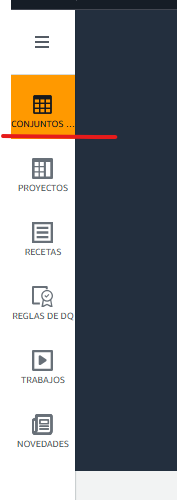 CONJUNTOS ...
PROYECTOS
RECETAS
REGLAS DE DQ
TRABAJOS
NOVEDADES